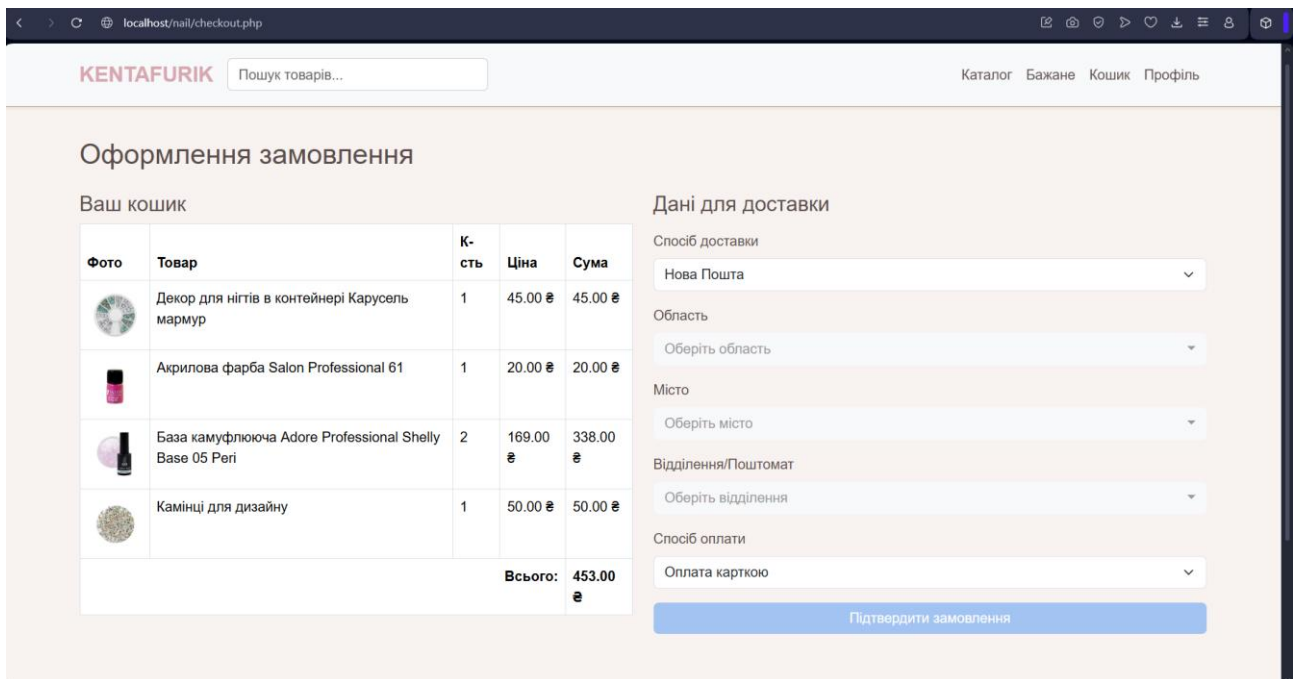 localhost/nail/checkout.php
KENTAFURIK
Пошук товарів...
Каталог Бажане Кошик Профіль
Оформлення замовлення
Ваш кошик
Фото Товар К-сть Ціна Сума
Декор для нігтів в контейнері Карусель 1 45.00 ₴ 45.00 ₴
мармур
Акрилова фарба Salon Professional 61 1 20.00 ₴ 20.00 ₴
База камуфлююча Adore Professional Shelly 2 169.00 338.00
Base 05 Peri ₴ ₴
Камінці для дизайну 1 50.00 ₴ 50.00 ₴
Всього: 453.00
₴
Дані для доставки
Спосіб доставки
Нова Пошта
Область
Оберіть область
Місто
Оберіть місто
Відділення/Поштомат
Оберіть відділення
Спосіб оплати
Оплата карткою
Підтвердити замовлення